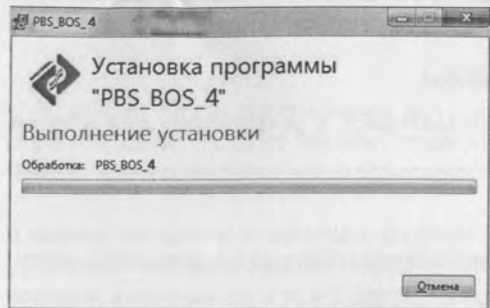 PBS_BOS_4
Установка программы
"PBS_BOS_4"
Выполнение установки
Обработка: PBS_BOS_4
Отмена